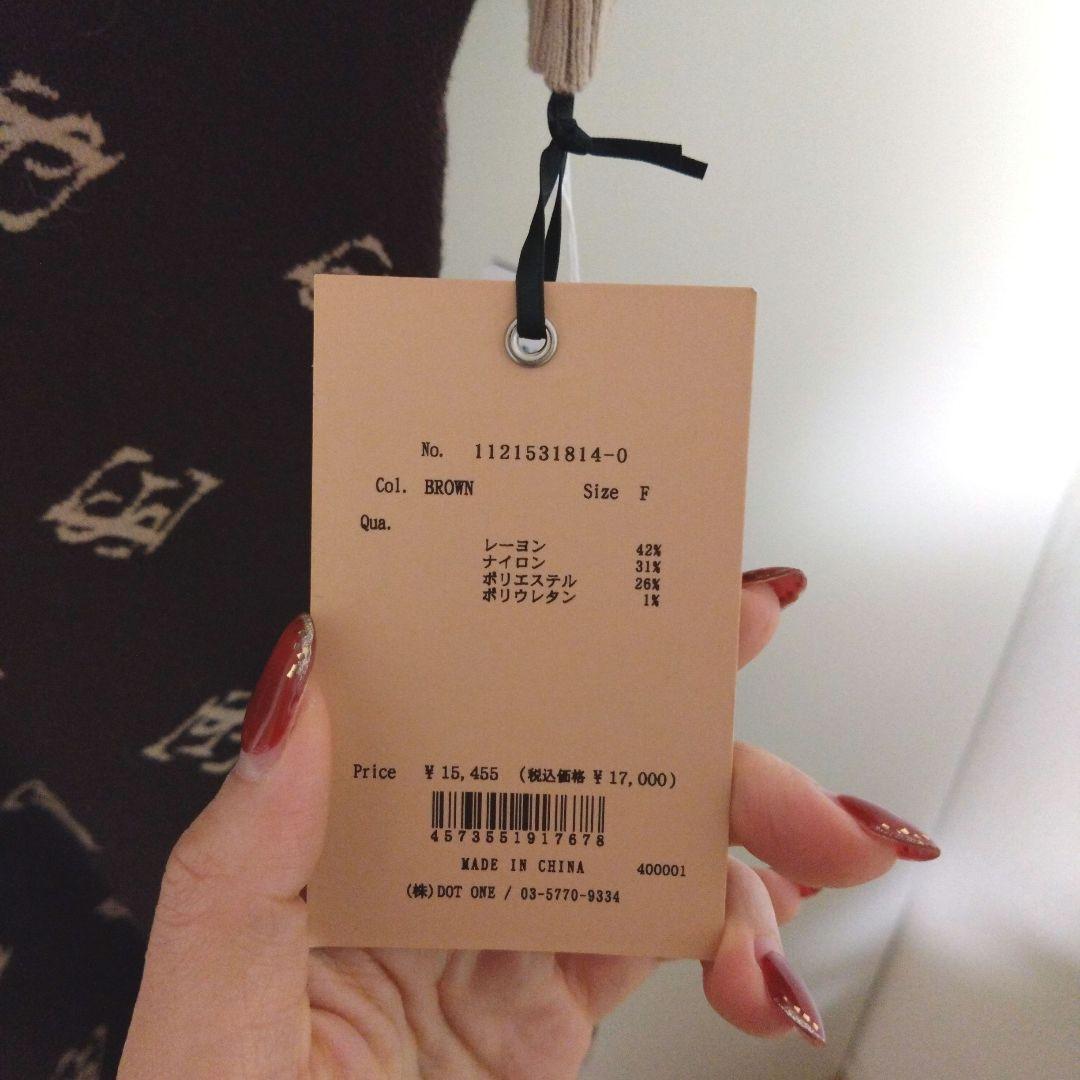 No. 1121531814-0
Col. BROWN Size F
Qua.
レーヨン 42%
ナイロン 31%
ポリエステル 26%
ポリウレタン 1%
Price ¥15,455 (税込価格¥17,000)
4573551917678
MADE IN CHINA 400001
(株)DOT ONE / 03-5770-9334